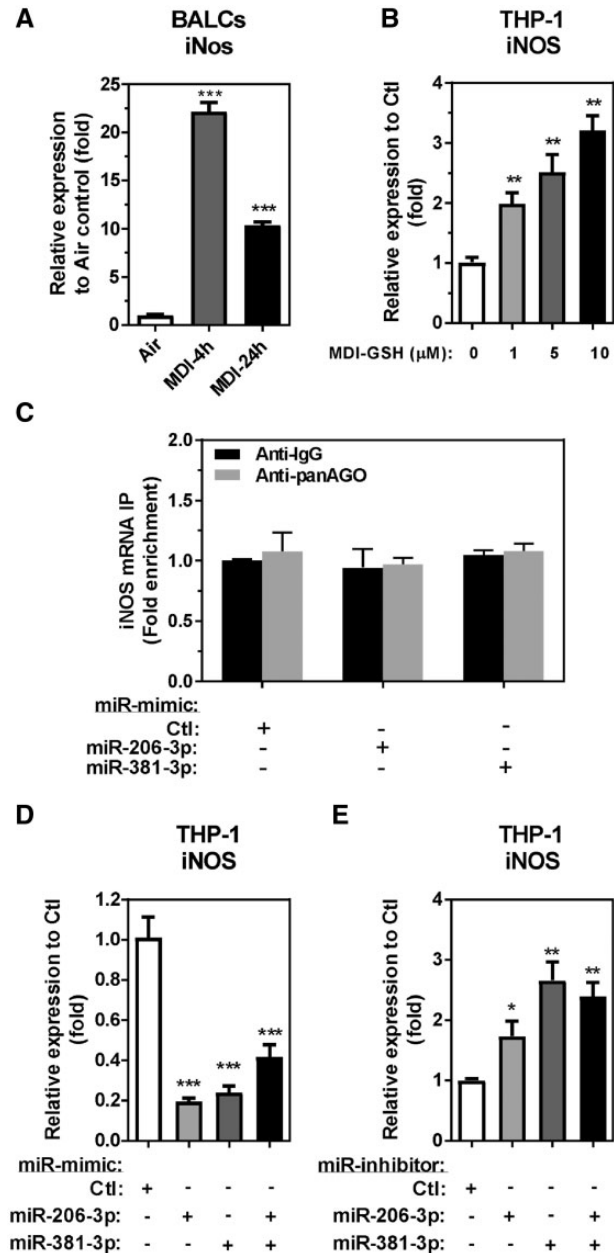 A
BALCs
iNos
Relative expression
to Air control (fold)
25
20
15
10
5
0
***
***
Air
MDI-4h
MDI-24h
B
THP-1
iNOS
Relative expression to Ctl
(fold)
4
3
2
1
0
**
**
**
MDI-GSH (μM): 0 1 5 10
C
iNOS mRNA IP
(Fold enrichment)
2.0
1.5
1.0
0.5
0.0
Anti-IgG
Anti-panAGO
miR-mimic:
Ctl: + - -
miR-206-3p: - + -
miR-381-3p: - - +
D
THP-1
iNOS
Relative expression to Ctl
(fold)
1.2
1.0
0.8
0.6
0.4
0.2
0.0
***
***
***
miR-mimic:
Ctl: + - - -
miR-206-3p: - + - +
miR-381-3p: - - + +
E
THP-1
iNOS
Relative expression to Ctl
(fold)
4
3
2
1
0
*
**
**
miR-inhibitor:
Ctl: + - - -
miR-206-3p: - + - +
miR-381-3p: - - + +